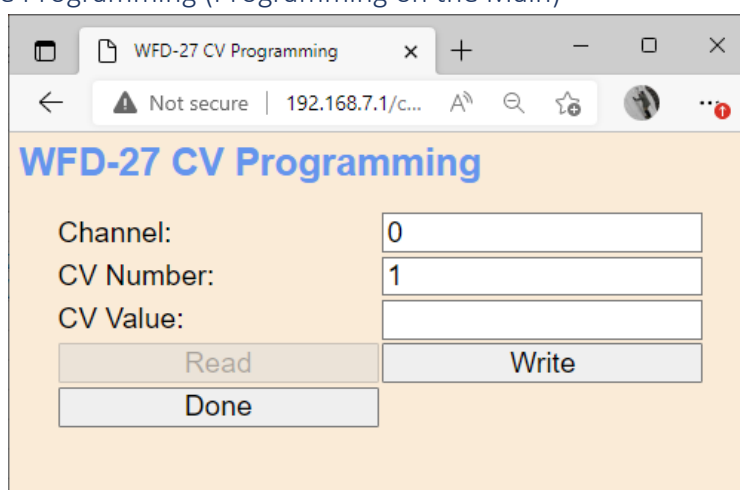 Programming (Programming on the Main)
WFD-27 CV Programming
Not secure | 192.168.7.1/c...
WFD-27 CV Programming
Channel: 0
CV Number: 1
CV Value:
Read Write
Done